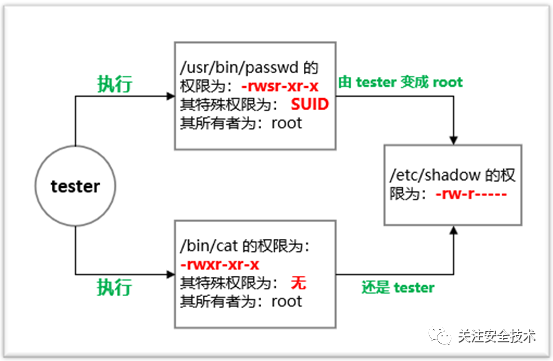 执行
/usr/bin/passwd 的
权限为：-rwsr-xr-x
其特殊权限为： SUID
其所有者为：root
由 tester 变成 root
tester
/etc/shadow 的权
限为：-rw-r-----
执行
/bin/cat 的权限为：
-rwxr-xr-x
其特殊权限为： 无
其所有者为：root
还是 tester
关注安全技术